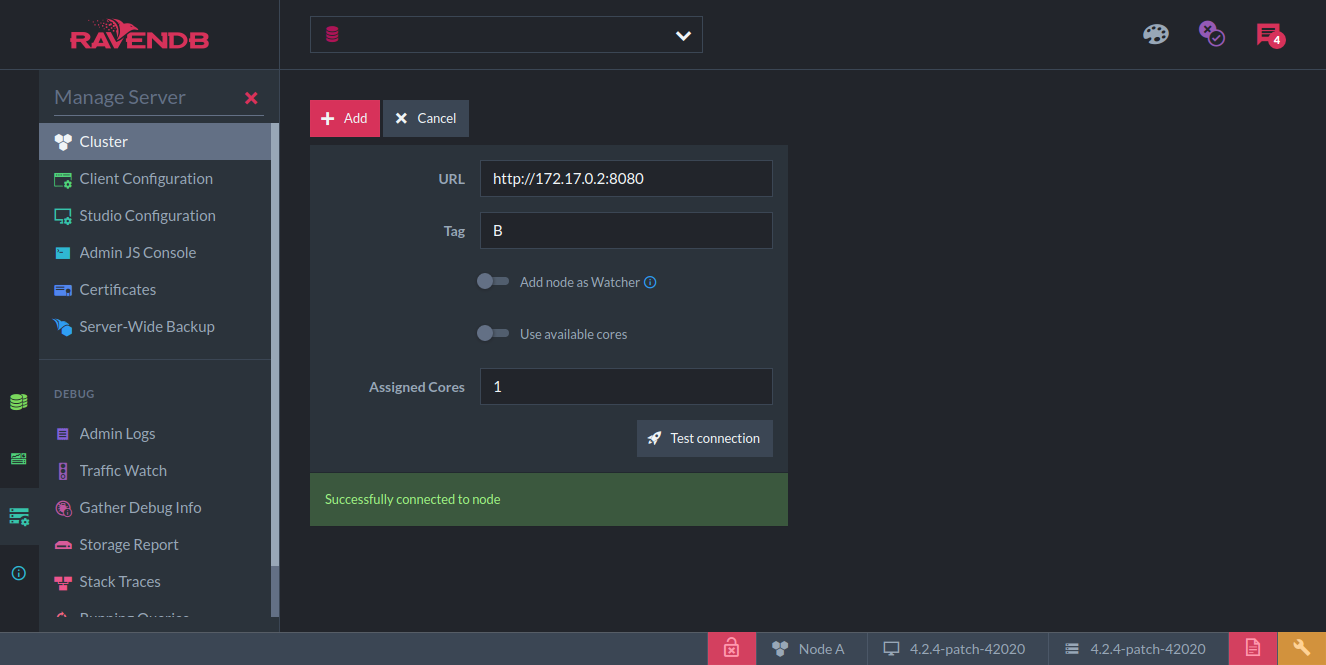 RAVENDB
4
Manage Server
Cluster
Client Configuration
Studio Configuration
Admin JS Console
Certificates
Server-Wide Backup
DEBUG
Admin Logs
Traffic Watch
Gather Debug Info
Storage Report
Stack Traces
Running Queries
Add
Cancel
URL
http://172.17.0.2:8080
Tag
B
Add node as Watcher
Use available cores
Assigned Cores
1
Test connection
Successfully connected to node
Node A
4.2.4-patch-42020
4.2.4-patch-42020